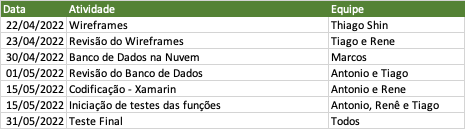 Data Atividade Equipe
22/04/2022 Wireframes Thiago Shin
23/04/2022 Revisão do Wireframes Tiago e Rene
30/04/2022 Banco de Dados na Nuvem Marcos
01/05/2022 Revisão do Banco de Dados Antonio e Tiago
15/05/2022 Codificação - Xamarin Antonio e Rene
15/05/2022 Iniciação de testes das funções Antonio, Renê e Thiago
31/05/2022 Teste Final Todos